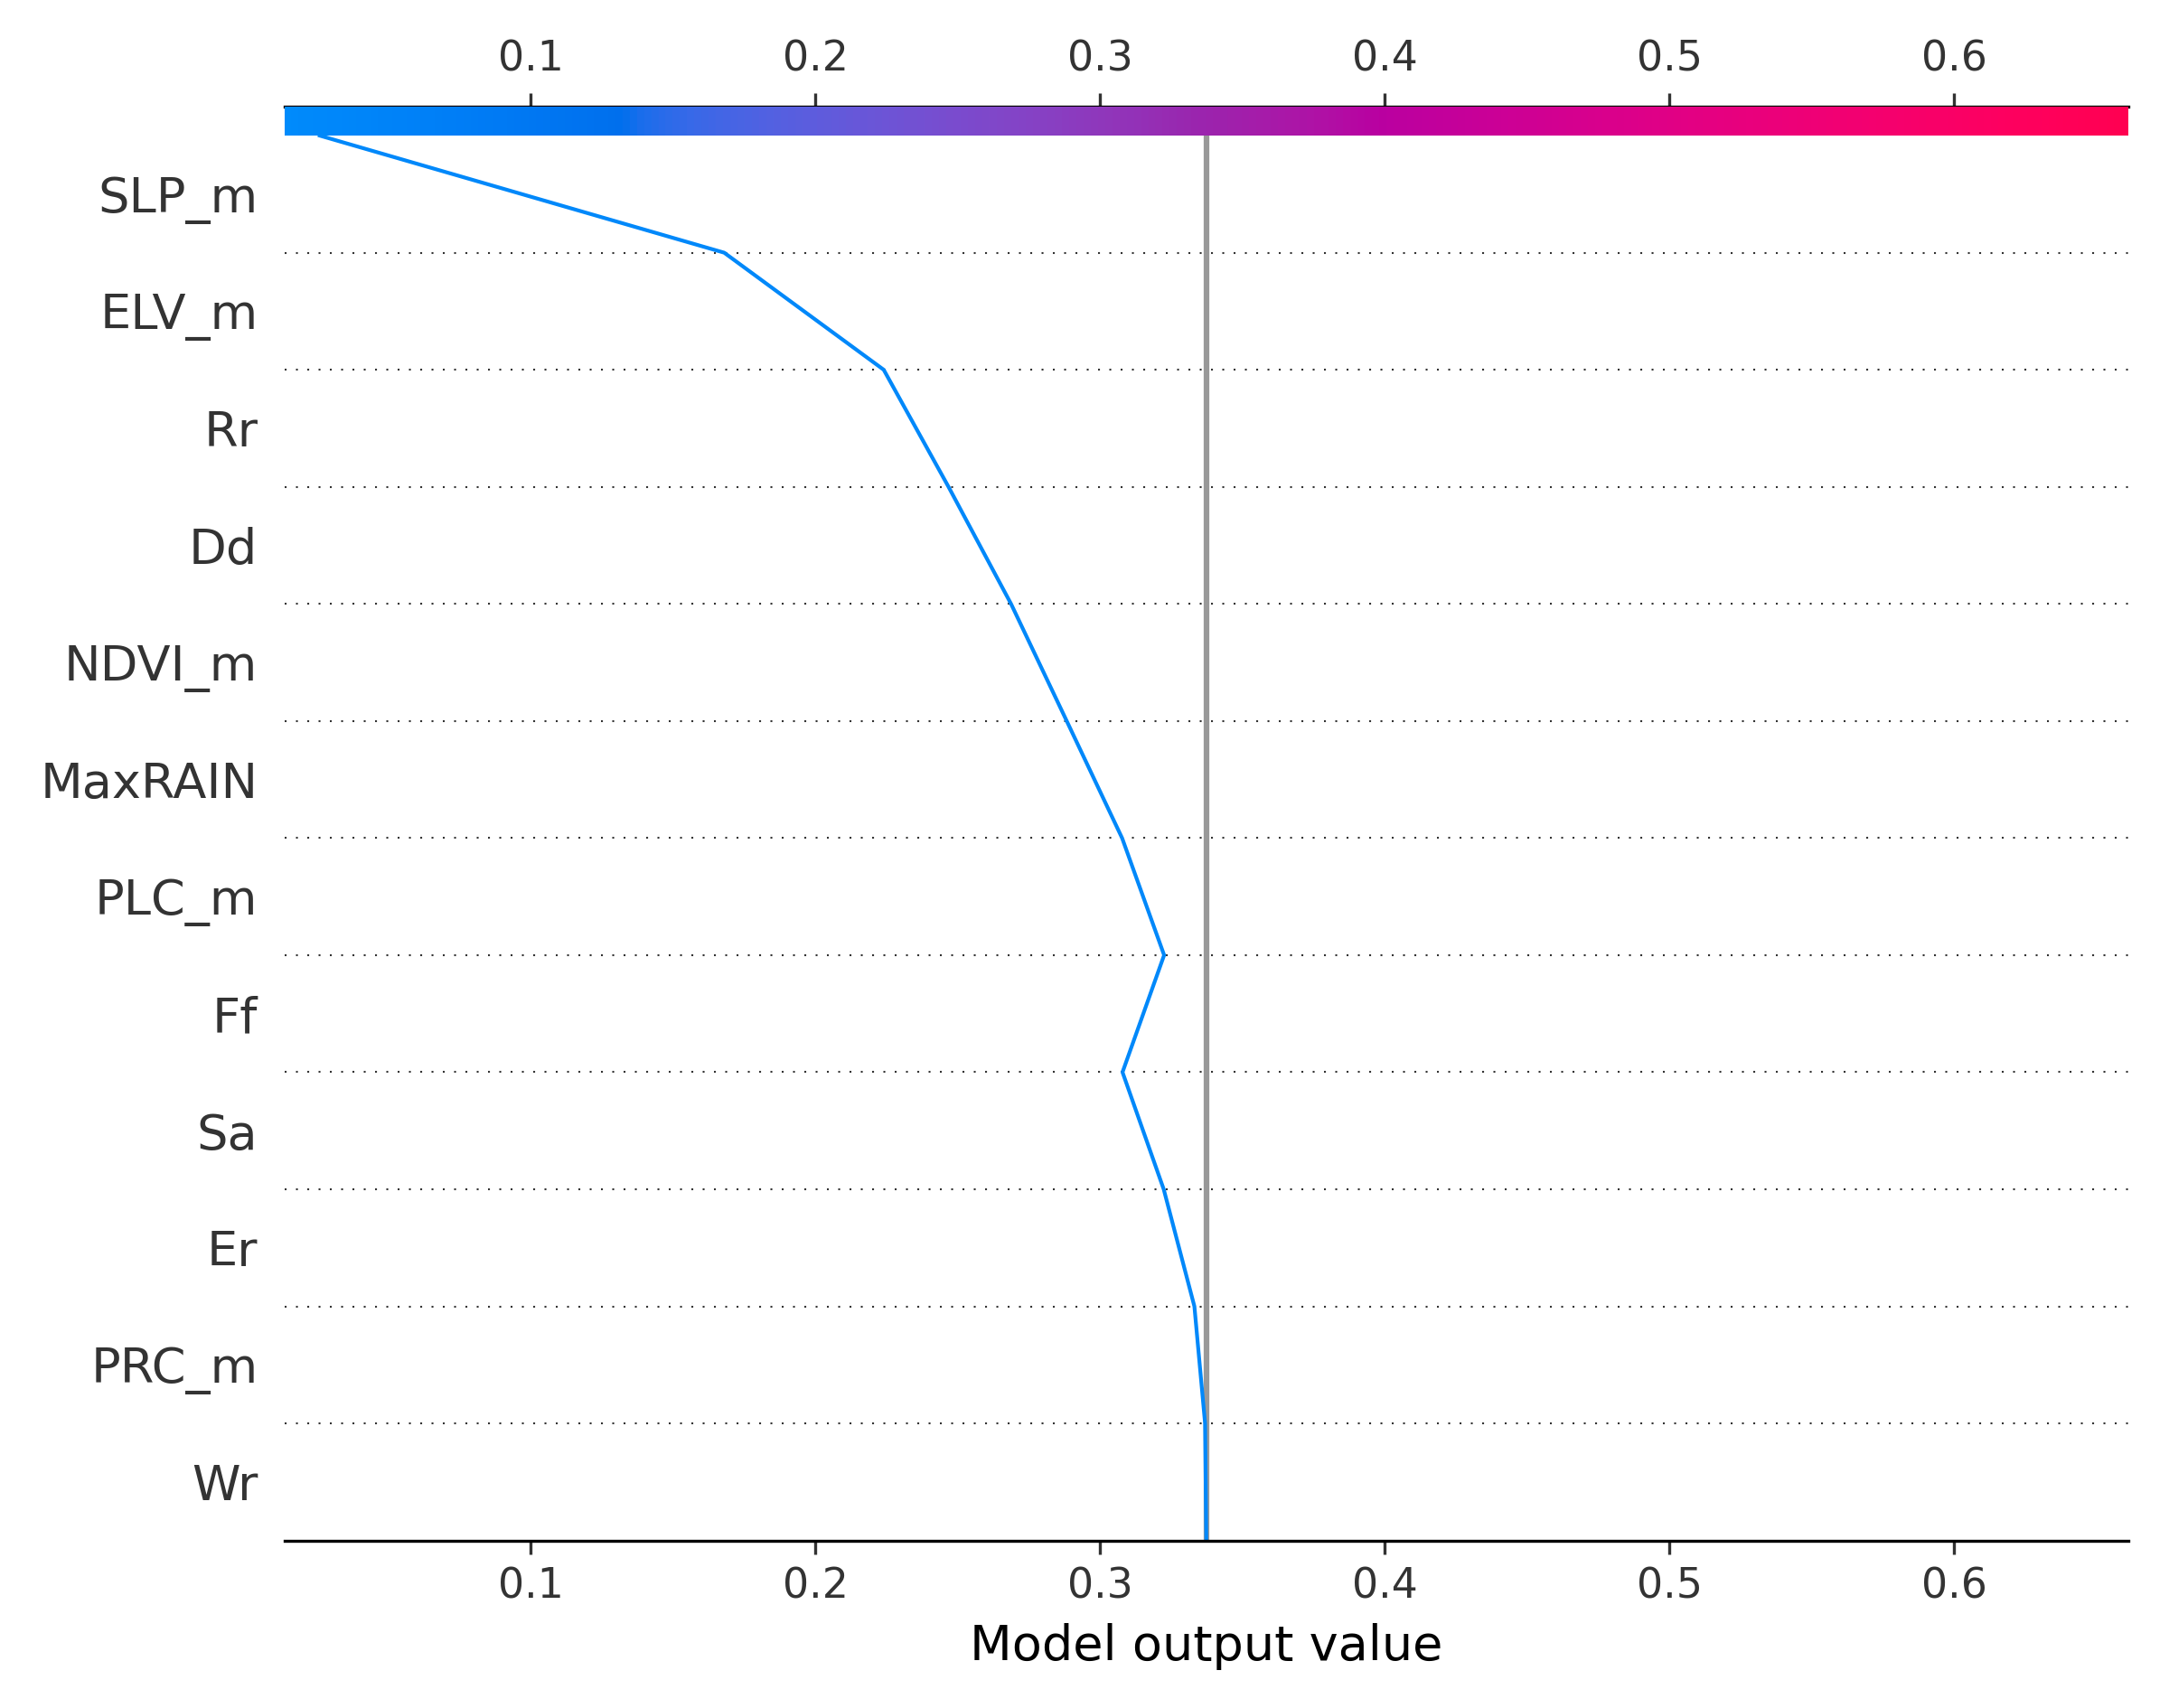 0.1 0.2 0.3 0.4 0.5 0.6
SLP_m
ELV_m
Rr
Dd
NDVI_m
MaxRAIN
PLC_m
Ff
Sa
Er
PRC_m
Wr
0.1 0.2 0.3 0.4 0.5 0.6
Model output value